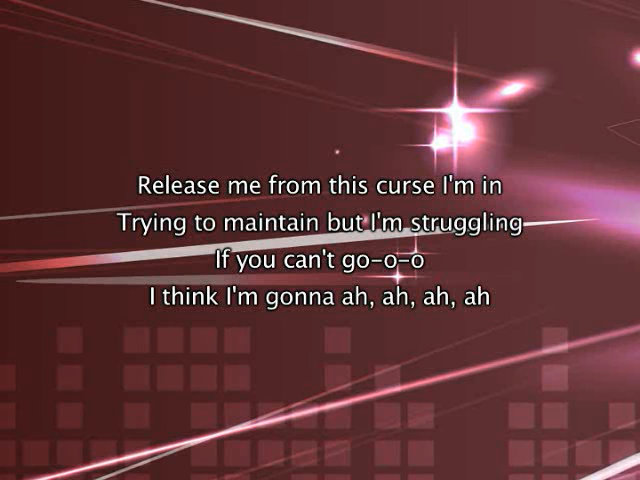 Release me from this curse I'm in
Trying to maintain but I'm struggling
If you can't go-o-o
I think I'm gonna ah, ah, ah, ah